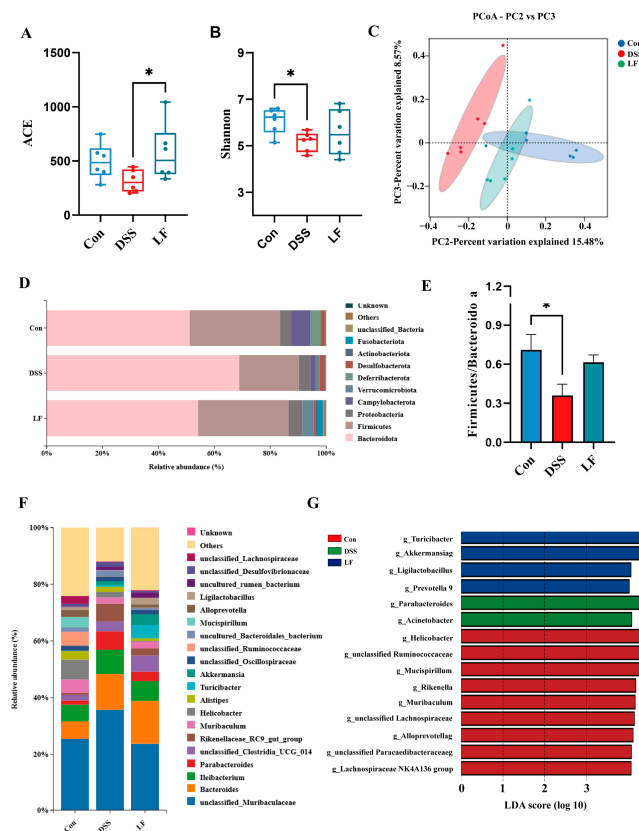 A
ACE
1500
1000
500
0
Con
DSS
LF
*
B
Shannon
9
7
5
3
Con
DSS
LF
*
C
PCoA - PC2 vs PC3
PC3-Percent variation explained 8.57%
0.4
0.2
0
-0.2
-0.4
-0.2
0
0.2
0.4
PC2-Percent variation explained 15.48%
Con
DSS
LF
D
Con
DSS
LF
0%
20%
40%
60%
80%
100%
Relative abundance (%)
Unknown
Others
unclassified_Bacteria
Fusobacteriota
Actinobacteriota
Desulfobacterota
Deferribacterota
Verrucomicrobiota
Campylobacterota
Proteobacteria
Firmicutes
Bacteroidota
E
Firmicutes/Bacteroido a
1.2
0.9
0.6
0.3
0.0
Con
DSS
LF
*
F
Relative abundance (%)
100%
80%
60%
40%
20%
0%
Con
DSS
LF
Unknown
Others
unclassified_Lachnospiraceae
unclassified_Desulfovibrionaceae
uncultured_rumen_bacterium
Ligilactobacillus
Alloprevotella
Mucispirillum
uncultured_Bacteroidales_bacterium
unclassified_Ruminococcaceae
unclassified_Oscillospiraceae
Akkermansia
Turicibacter
Alistipes
Helicobacter
Muribaculum
Rikenellaceae_RC9_gut_group
unclassified_Clostridia_UCG_014
Parabacteroides
Ileibacterium
Bacteroides
unclassified_Muribaculaceae
G
Con
DSS
LF
g_Turicibacter
g_Akkermansiag
g_Ligilactobacillus
g_Prevotella 9
g_Parabacteroides
g_Acinetobacter
g_Helicobacter
g_unclassified Ruminococcaceae
g_Mucispirillum
g_Rikenella
g_Muribaculum
g_unclassified Lachnospiraceae
g_Alloprevotellag
g_unclassified Paracaedibacteraceaeg
g_Lachnospiraceae NK4A136 group
0
1
2
3
LDA score (log 10)